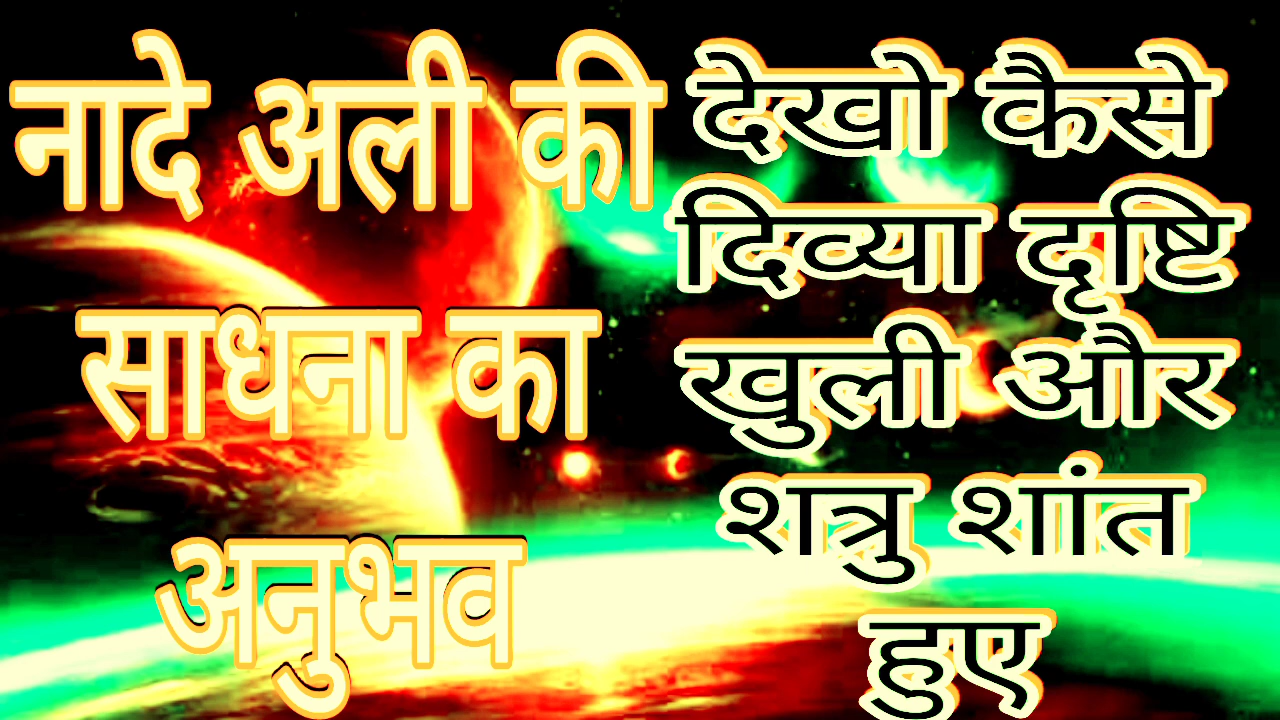 नादे अली की
साधना का
अनुभव
देखो कैसे
दिव्या दृष्टि
खुली और
शत्रु शांत
हुए